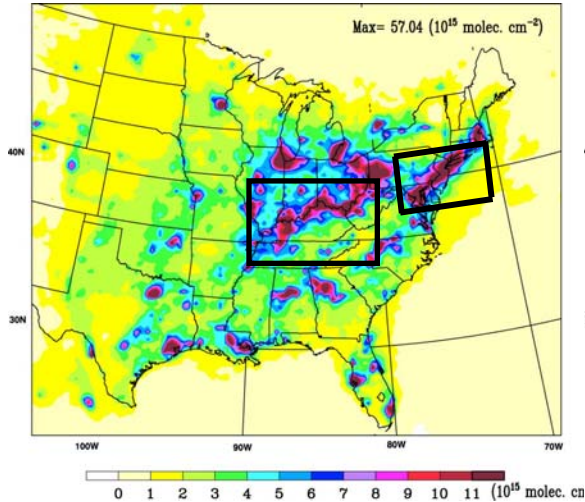 Max= 57.04 (10¹⁵ molec. cm⁻²)
40N
30N
100W 90W 80W 70W
0 1 2 3 4 5 6 7 8 9 10 11 (10¹⁵ molec. cm